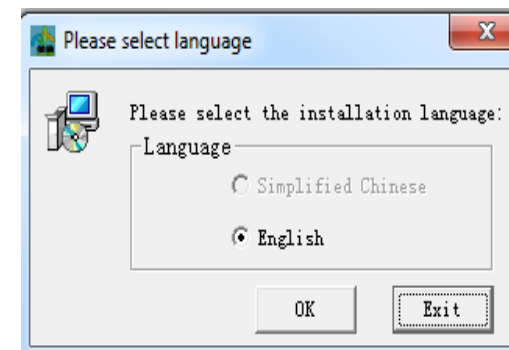 Please select language
X
Please select the installation language:
Language
Simplified Chinese
English
OK
Exit